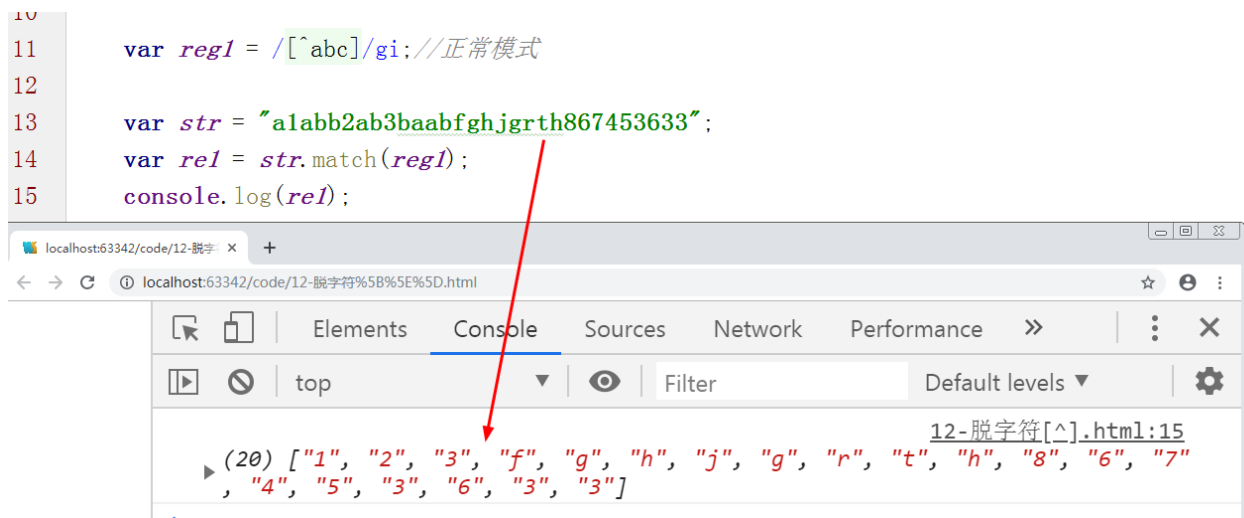 10
11 var reg1 = /[^abc]/gi;//正常模式
12
13 var str = "a1abb2ab3baabfghjgrth867453633";
14 var re1 = str.match(reg1);
15 console.log(re1);
localhost:63342/code/12-脱字 × +
localhost:63342/code/12-脱字符%5B%5E%5D.html
Elements Console Sources Network Performance »
top Filter Default levels ▼
12-脱字符[^].html:15
(20) ["1", "2", "3", "f", "g", "h", "j", "g", "r", "t", "h", "8", "6", "7"
, "4", "5", "3", "6", "3", "3"]